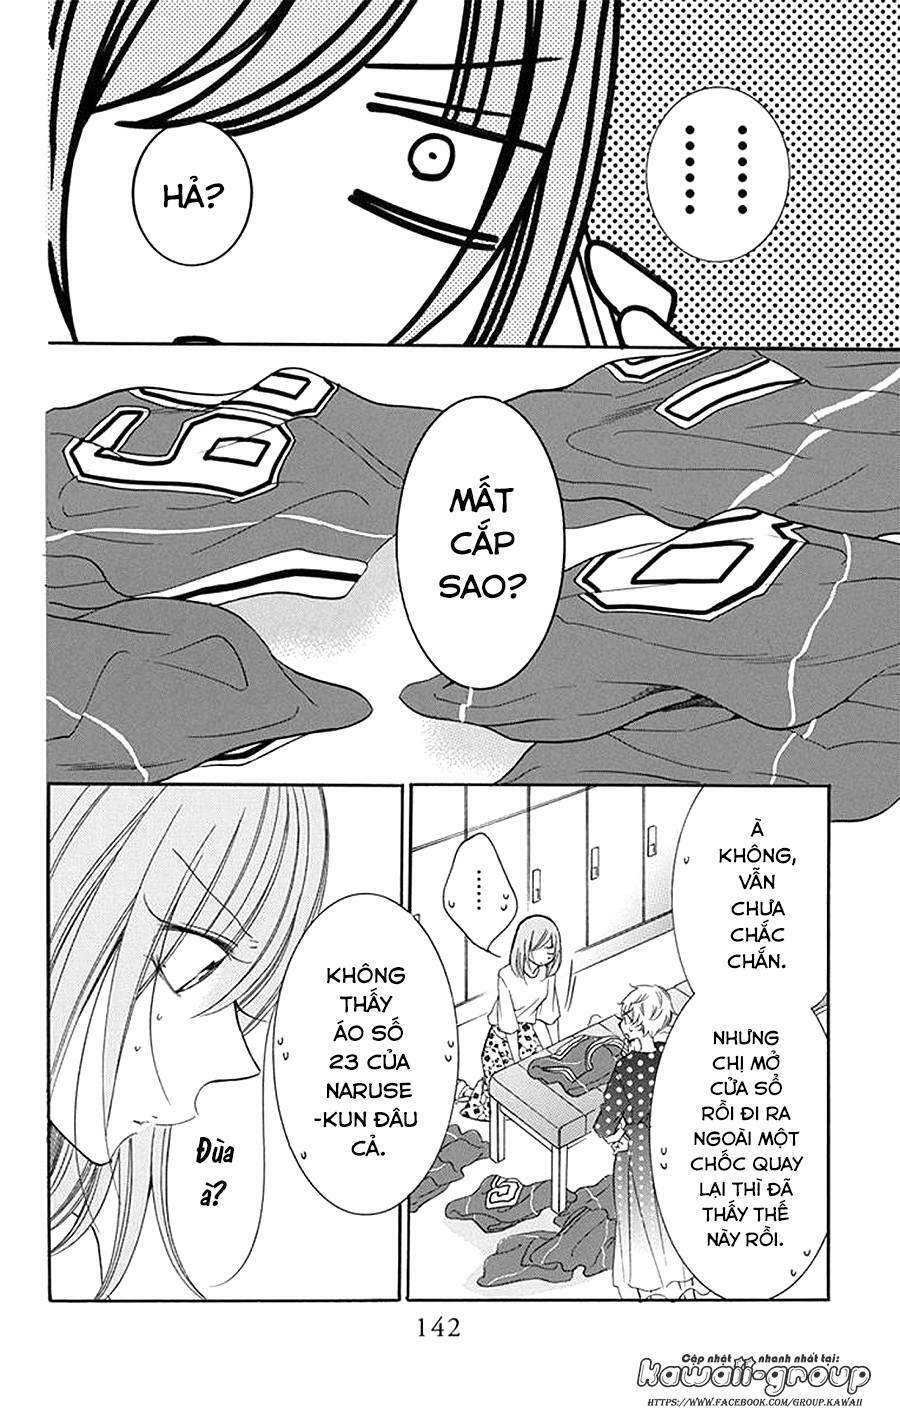 HẢ?
MẤT
CẮP
SAO?
À
KHÔNG,
VẪN
CHƯA
CHẮC
CHẮN.
NHƯNG
CHỊ MỞ
CỬA SỔ
RỒI ĐI RA
NGOÀI MỘT
CHỐC QUAY
LẠI THÌ ĐÃ
THẤY THẾ
NÀY RỒI.
KHÔNG
THẤY
ÁO SỐ
23 CỦA
NARUSE
-KUN ĐÂU
CẢ.
Đùa
à?
142
Cập nhật nhanh nhất tại:
kawaii-group
HTTPS://WWW.FACEBOOK.COM/GROUP.KAWAII